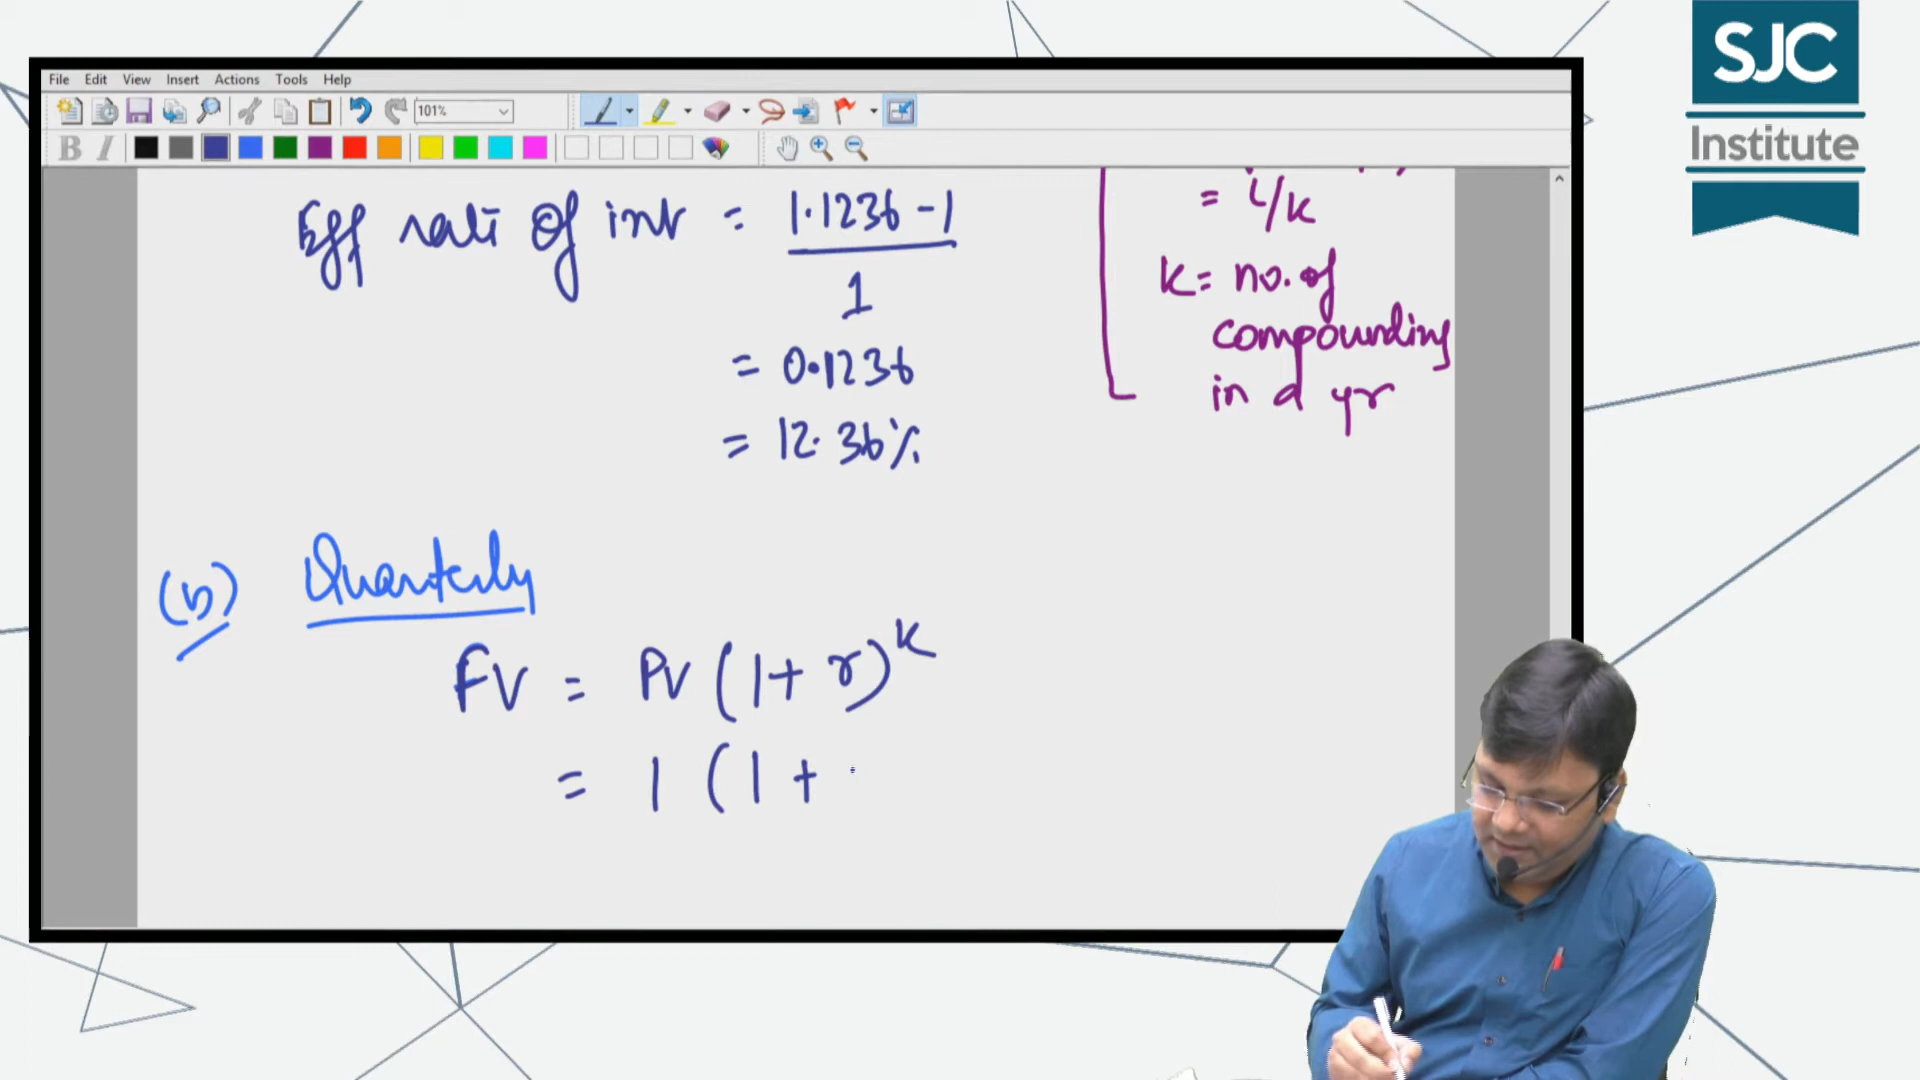 SJC
Institute
File Edit View Insert Actions Tools Help
101%
B I
Eff rate of int = 1.1236 - 1
1
= 0.1236
= 12.36%
= i/k
k = no. of
compounding
in a yr
(b) Quarterly
FV = PV (1 + r)^k
= 1 (1 +